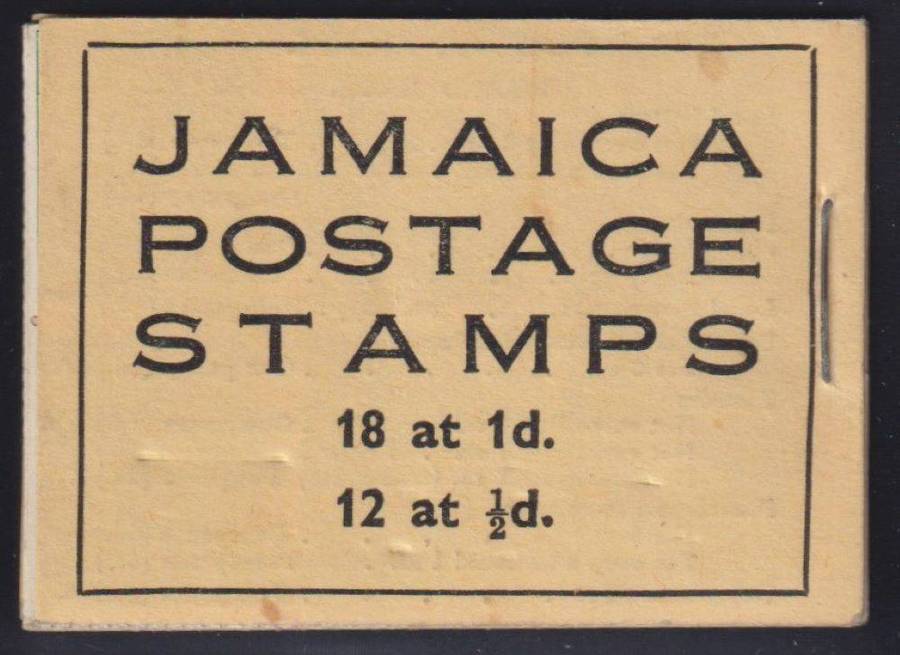 JAMAICA
POSTAGE
STAMPS
18 at 1d.
12 at ½d.